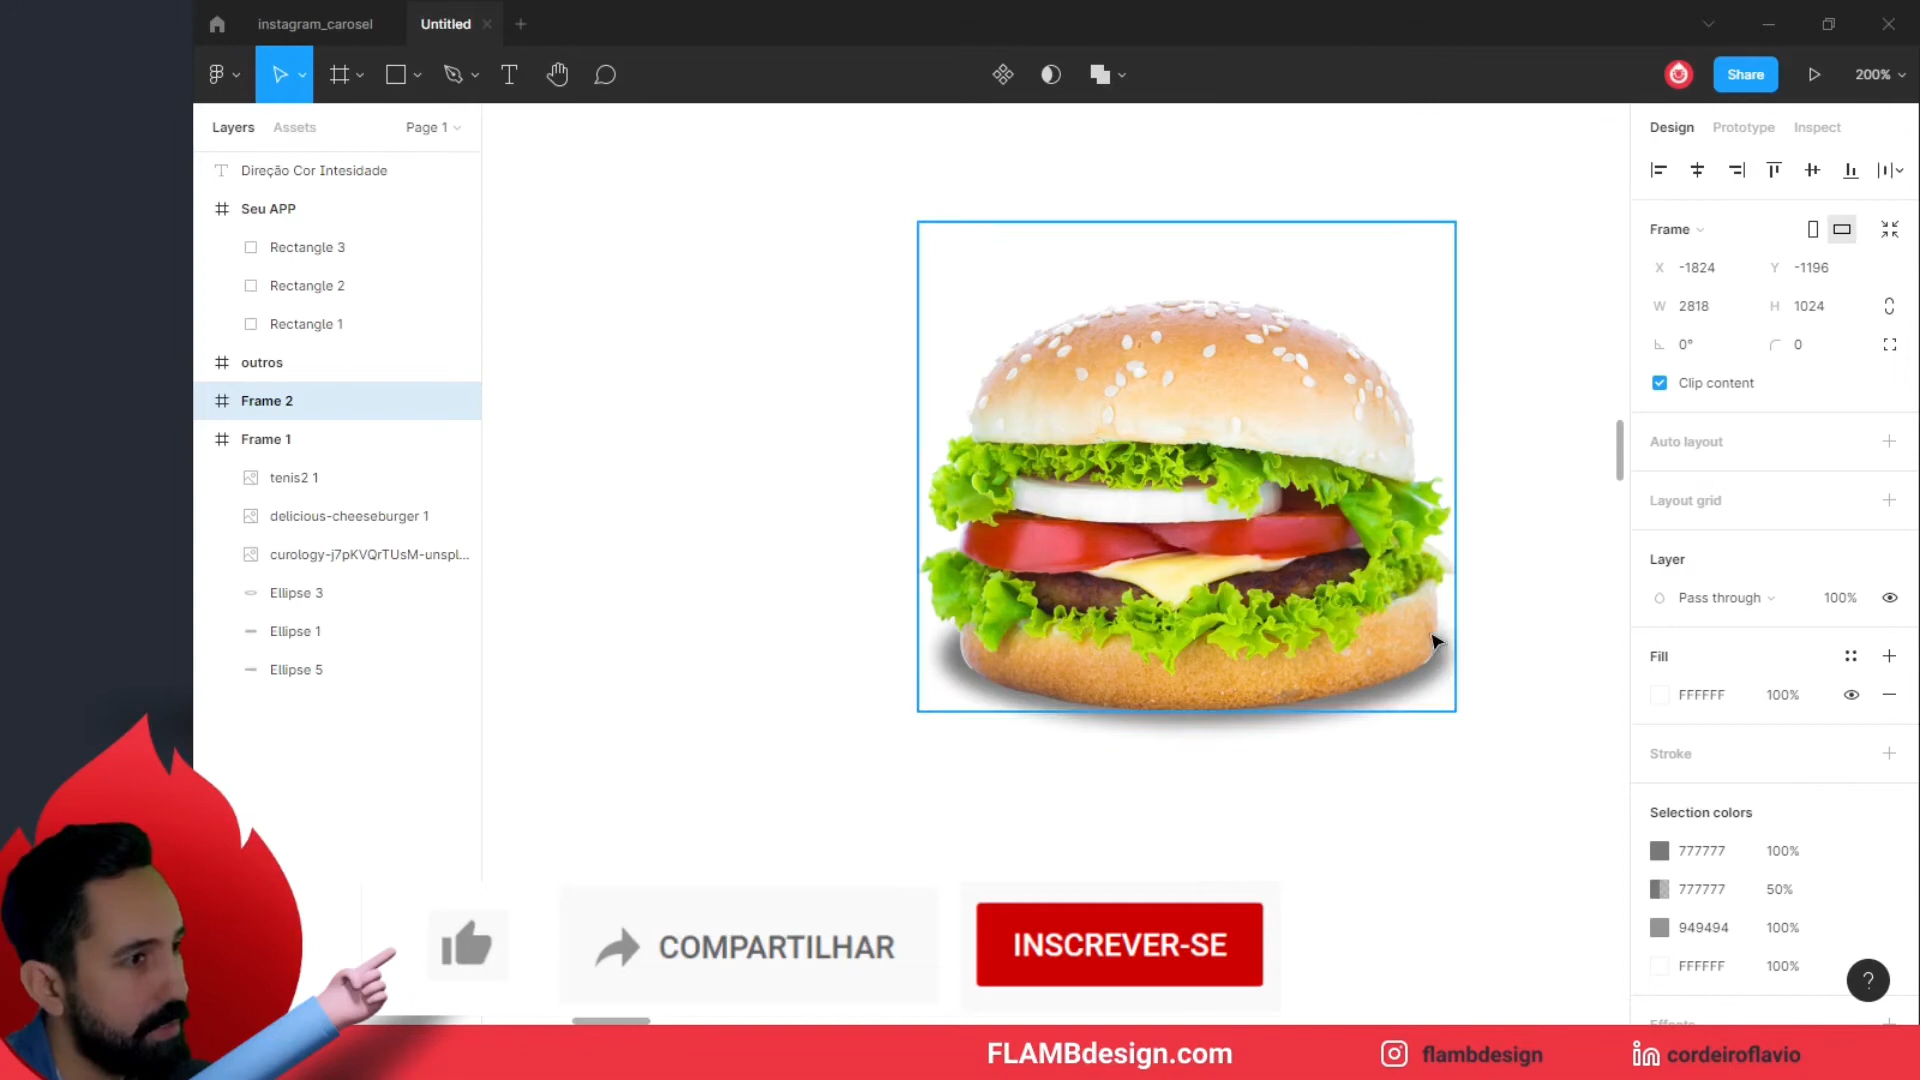 instagram_carosel
Untitled
Share
200%
Layers
Assets
Page 1
Direção Cor Intesidade
Seu APP
Rectangle 3
Rectangle 2
Rectangle 1
outros
Frame 2
Frame 1
tenis2 1
delicious-cheeseburger 1
curology-j7pKVQrTUsM-unspl...
Ellipse 3
Ellipse 1
Ellipse 5
Design
Prototype
Inspect
Frame
X -1824
Y -1196
W 2818
H 1024
0°
0
Clip content
Auto layout
Layout grid
Layer
Pass through
100%
Fill
FFFFFF 100%
Stroke
Selection colors
777777 100%
777777 50%
949494 100%
FFFFFF 100%
?
Effects
COMPARTILHAR
INSCREVER-SE
FLAMBdesign.com
flambdesign
in cordeiroflavio